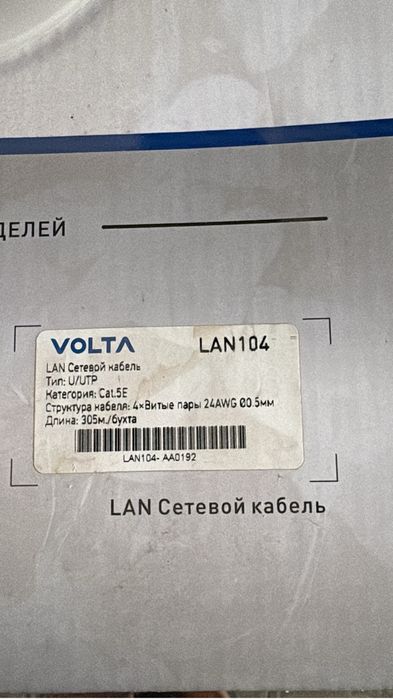 ДЕЛЕЙ
VOLTA LAN104
LAN Сетевой кабель
Тип: U/UTP
Категория: Cat.5E
Структура кабеля: 4×Витые пары 24AWG Ø0.5мм
Длина: 305м./бухта
LAN104- AA0192
LAN Сетевой кабель